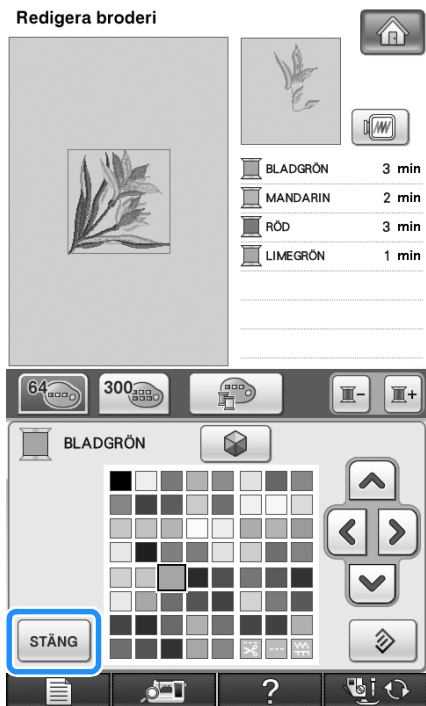 Redigera broderi
BLADGRÖN 3 min
MANDARIN 2 min
RÖD 3 min
LIMEGRÖN 1 min
64 300
BLADGRÖN
STÄNG
?